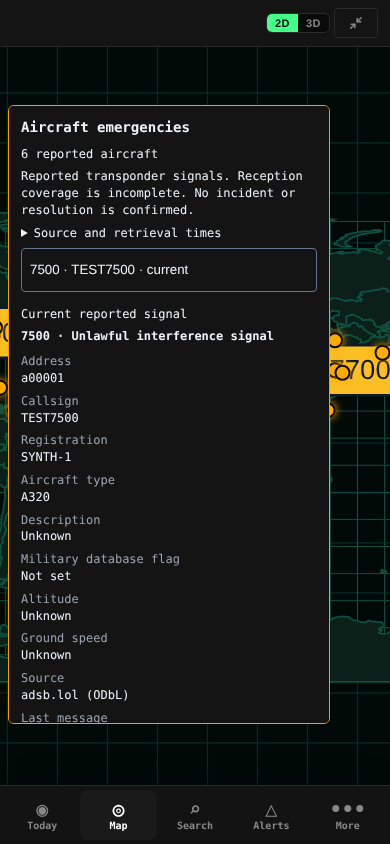 2D 3D
Aircraft emergencies
6 reported aircraft
Reported transponder signals. Reception
coverage is incomplete. No incident or
resolution is confirmed.
▶ Source and retrieval times
7500 · TEST7500 · current
Current reported signal
7500 · Unlawful interference signal
Address
a00001
Callsign
TEST7500
Registration
SYNTH-1
Aircraft type
A320
Description
Unknown
Military database flag
Not set
Altitude
Unknown
Ground speed
Unknown
Source
adsb.lol (ODbL)
Last message
Today Map Search Alerts More